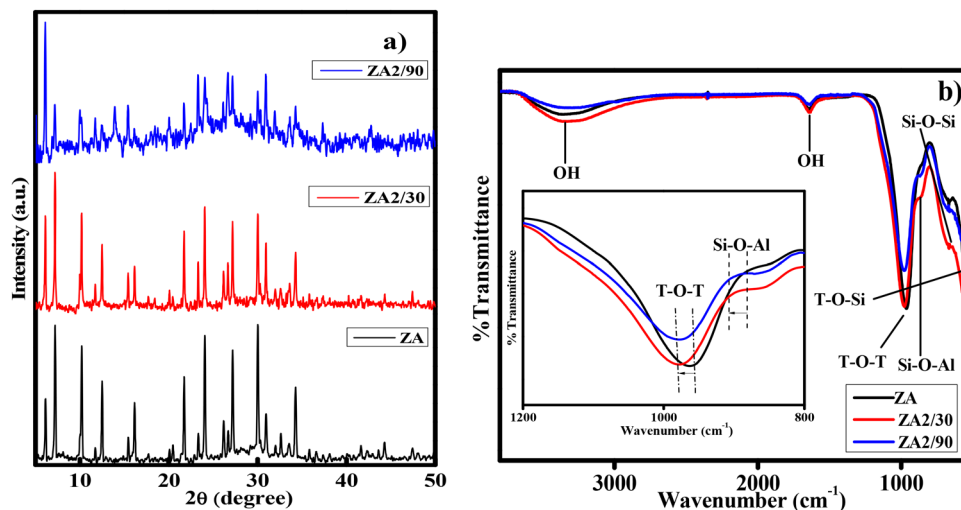 a)
ZA2/90
ZA2/30
ZA
Intensity (a.u.)
10 20 30 40 50
2θ (degree)
b)
Si-O-Si
OH
OH
T-O-Si
T-O-T
Si-O-Al
ZA
ZA2/30
ZA2/90
%Transmittance
3000 2000 1000
Wavenumber (cm⁻¹)
Si-O-Al
T-O-T
% Transmittance
1200 1000 800
Wavenumber (cm⁻¹)